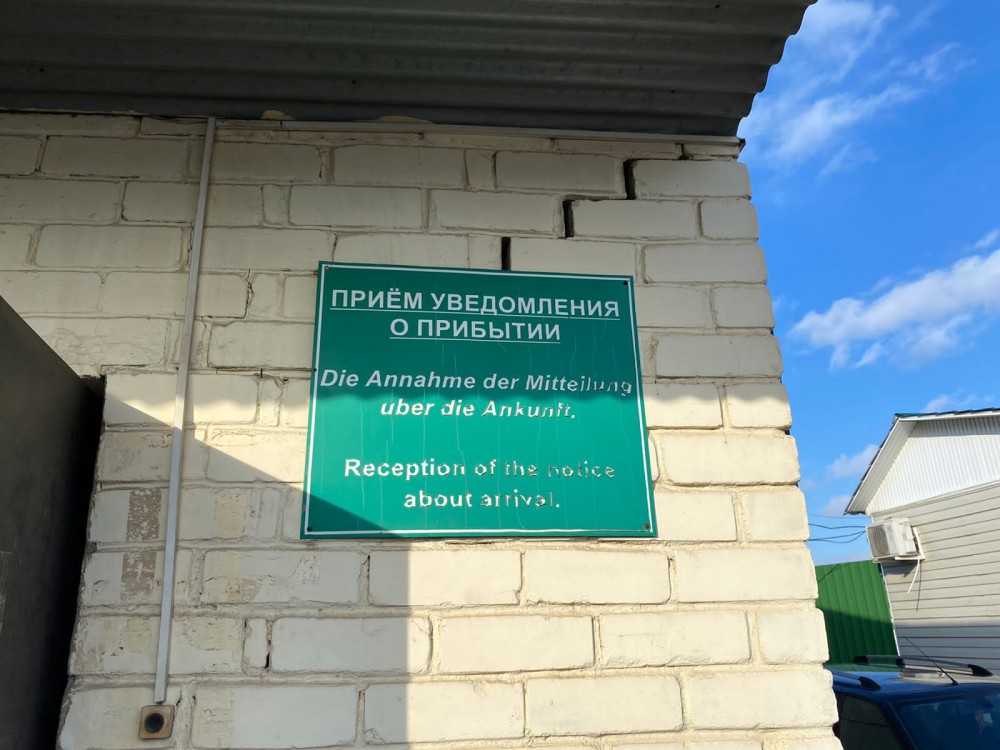 ПРИЁМ УВЕДОМЛЕНИЯ
О ПРИБЫТИИ
Die Annahme der Mitteilung
uber die Ankunft.
Reception of the notice
about arrival.